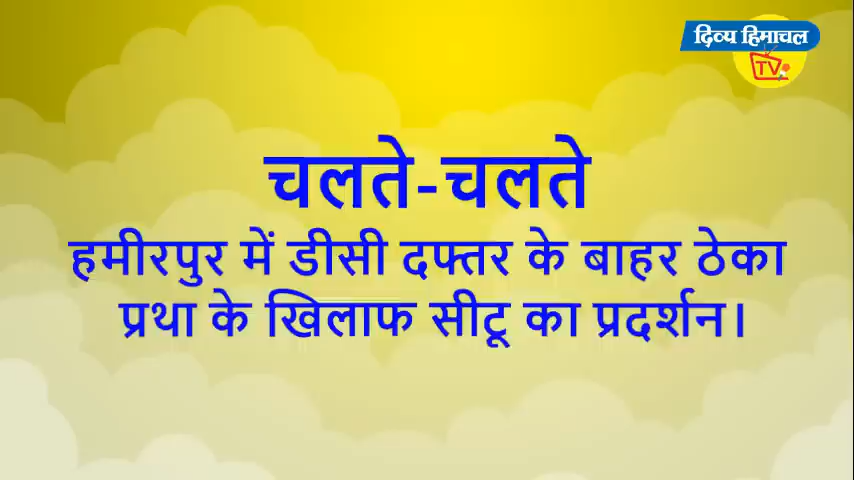 दिव्य हिमाचल
TV
चलते-चलते
हमीरपुर में डीसी दफ्तर के बाहर ठेका
प्रथा के खिलाफ सीटू का प्रदर्शन।